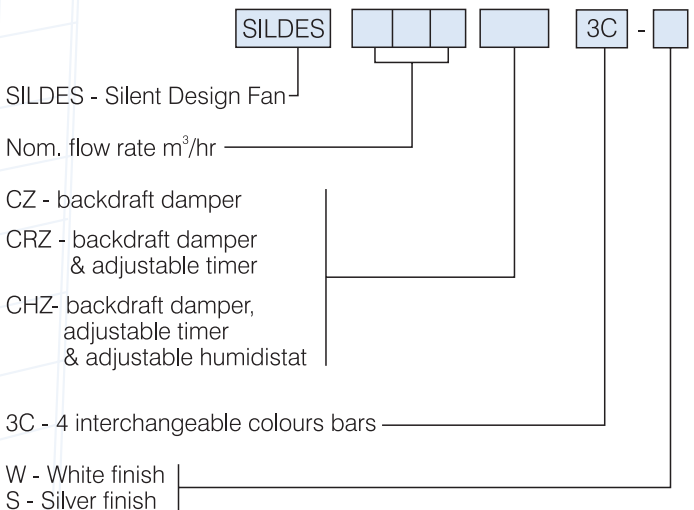 SILDES 3C -
SILDES - Silent Design Fan
Nom. flow rate m³/hr
CZ - backdraft damper
CRZ - backdraft damper
& adjustable timer
CHZ- backdraft damper,
adjustable timer
& adjustable humidistat
3C - 4 interchangeable colours bars
W - White finish
S - Silver finish